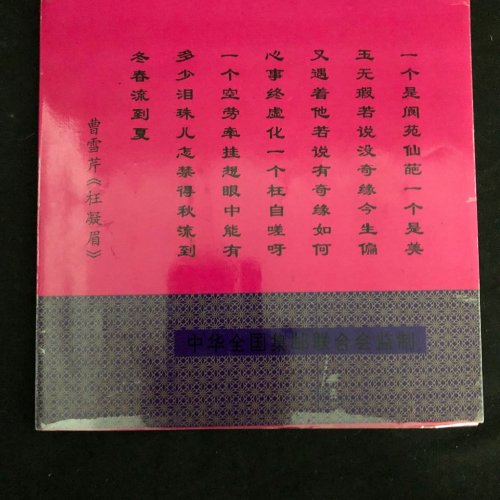 一个是阆苑仙葩一个是美
玉无瑕若说没奇缘今生偏
又遇着他若说有奇缘如何
心事终虚化一个枉自嗟呀
一个空劳牵挂想眼中能有
多少泪珠儿怎禁得秋流到
冬春流到夏
曹雪芹《枉凝眉》
中华全国集邮联合会监制